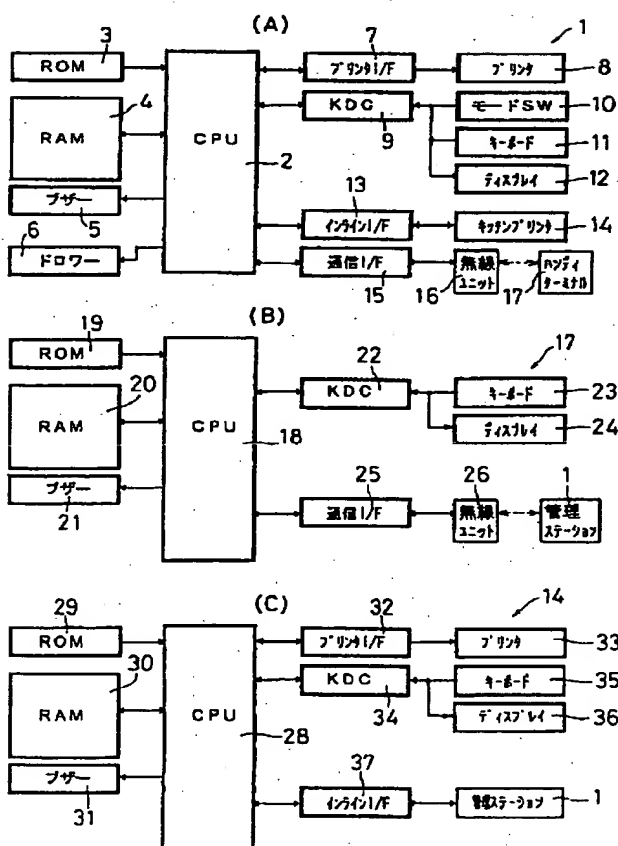 (A)
3
7
1
ROM
プリンタI/F
プリンタ
8
4
KDC
モードSW
10
RAM
CPU
9
キーボード
11
2
ディスプレイ
12
ブザー
13
6
5
インラインI/F
キッチンプリンタ
14
ドロワー
通信I/F
無線
ユニット
ハンディ
ターミナル
15
16
17
(B)
19
22
17
ROM
KDC
キーボード
23
20
CPU
RAM
ディスプレイ
24
18
ブザー
25
26
1
21
通信I/F
無線
ユニット
管理
ステーション
(C)
29
32
14
ROM
プリンタI/F
プリンタ
33
30
KDC
キーボード
35
RAM
CPU
34
ディスプレイ
36
28
ブザー
37
31
インラインI/F
管理ステーション
1